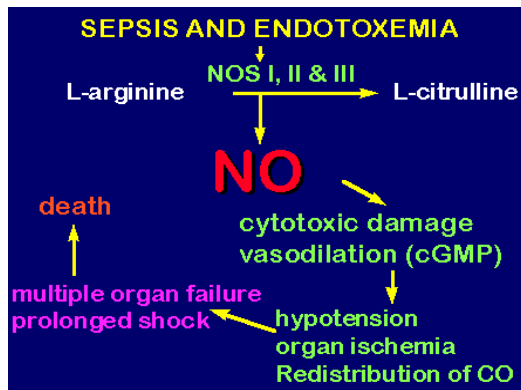 SEPSIS AND ENDOTOXEMIA
NOS I, II & III
L-arginine
L-citrulline
NO
cytotoxic damage
vasodilation (cGMP)
hypotension
organ ischemia
Redistribution of CO
multiple organ failure
prolonged shock
death